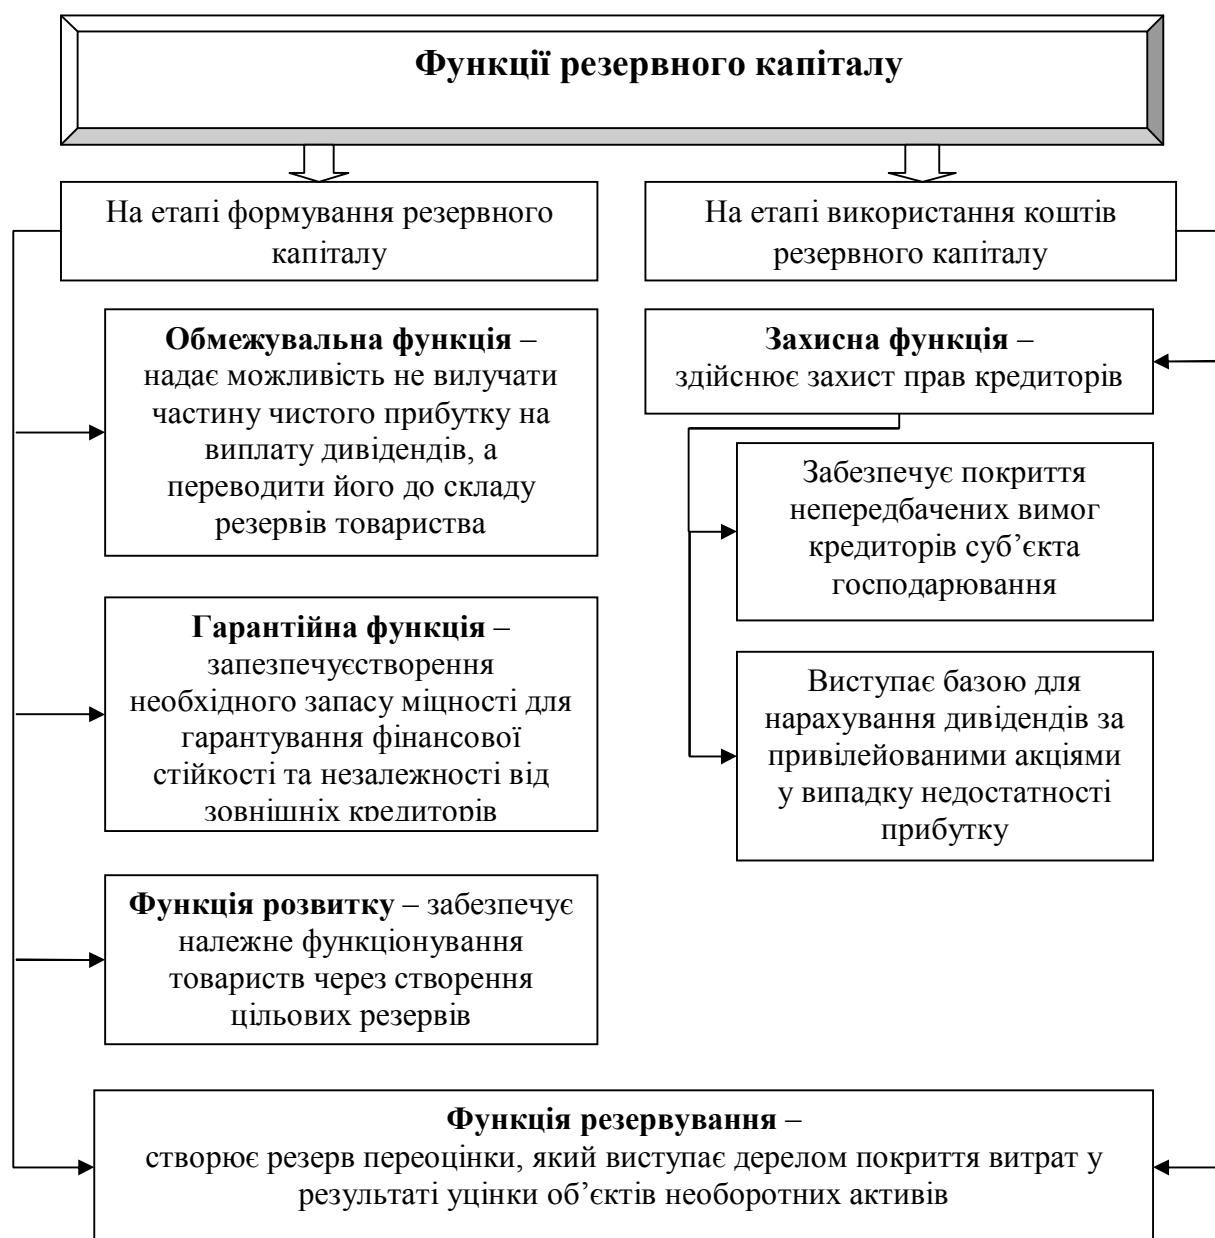 Функції резервного капіталу
На етапі формування резервного
капіталу
На етапі використання коштів
резервного капіталу
Обмежувальна функція –
надає можливість не вилучати
частину чистого прибутку на
виплату дивідендів, а
переводити його до складу
резервів товариства
Гарантійна функція –
запезпечуєстворення
необхідного запасу міцності для
гарантування фінансової
стійкості та незалежності від
зовнішніх кредиторів
Функція розвитку – забезпечує
належне функціонування
товариств через створення
цільових резервів
Захисна функція –
здійснює захист прав кредиторів
Забезпечує покриття
непередбачених вимог
кредиторів суб’єкта
господарювання
Виступає базою для
нарахування дивідендів за
привілейованими акціями
у випадку недостатності
прибутку
Функція резервування –
створює резерв переоцінки, який виступає дерелом покриття витрат у
результаті уцінки об’єктів необоротних активів